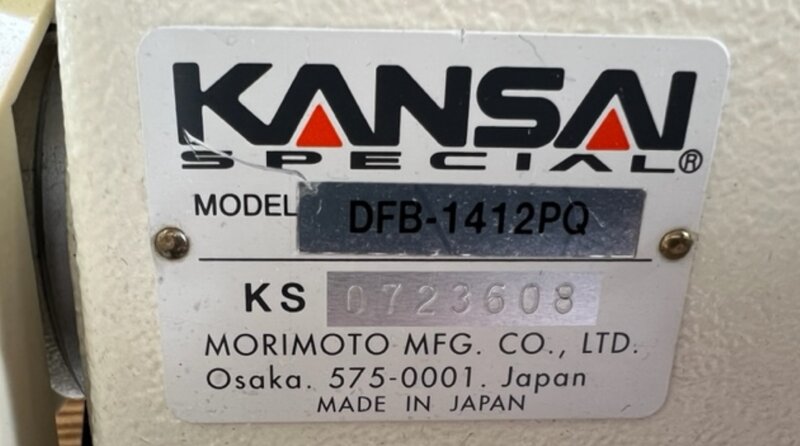 KANSAI
SPECIAL®
MODEL DFB-1412PQ
KS 0723608
MORIMOTO MFG. CO., LTD.
Osaka. 575-0001. Japan
MADE IN JAPAN